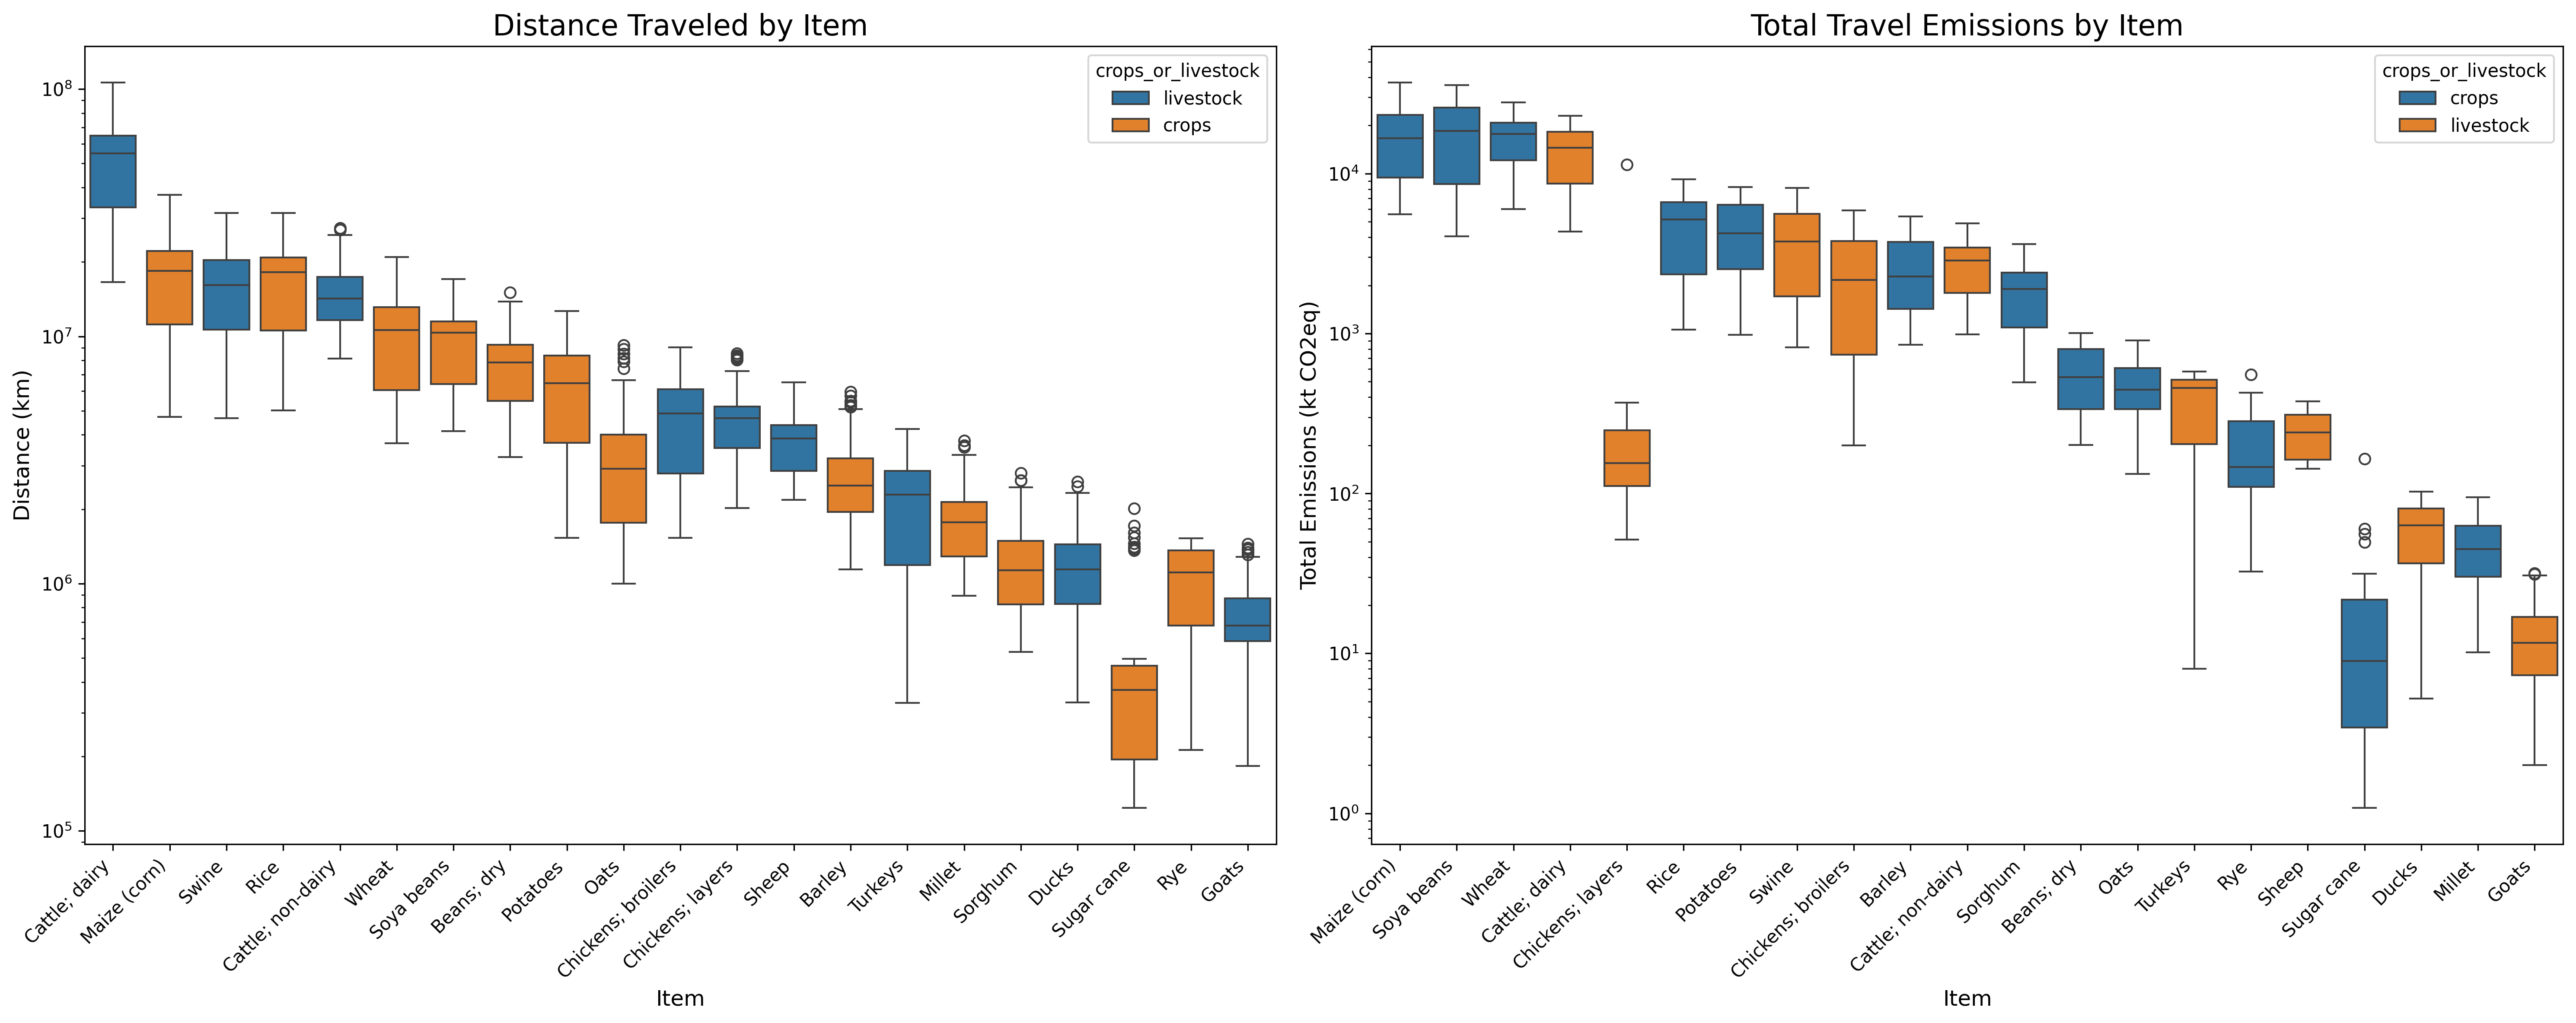 Distance Traveled by Item
Distance (km)
10^8
10^7
10^6
10^5
crops_or_livestock
livestock
crops
Cattle; dairy
Maize (corn)
Swine
Rice
Cattle; non-dairy
Wheat
Soya beans
Beans; dry
Potatoes
Oats
Chickens; broilers
Chickens; layers
Sheep
Barley
Turkeys
Millet
Sorghum
Ducks
Sugar cane
Rye
Goats
Item
Total Travel Emissions by Item
Total Emissions (kt CO2eq)
10^4
10^3
10^2
10^1
10^0
crops_or_livestock
crops
livestock
Maize (corn)
Soya beans
Wheat
Cattle; dairy
Chickens; layers
Rice
Potatoes
Swine
Chickens; broilers
Barley
Cattle; non-dairy
Sorghum
Beans; dry
Oats
Turkeys
Rye
Sheep
Sugar cane
Ducks
Millet
Goats
Item